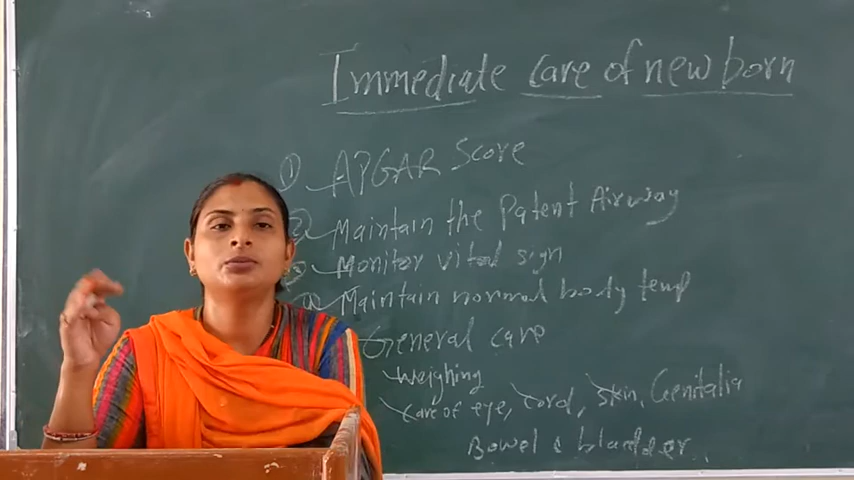 Immediate care of new born
① APGAR Score
② Maintain the Patent Airway
③ Monitor vital sign
④ Maintain normal body temp
General care
weighing
care of eye, cord, skin, Genitalia
Bowel & bladder..